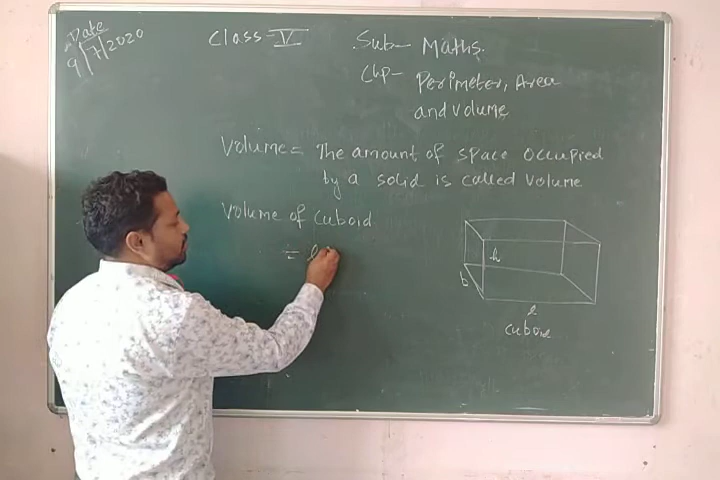 Date
9/7/2020
Class V
Sub- Maths.
Chp- Perimeter, Area
and Volume
Volume = The amount of space occupied
by a solid is called volume
Volume of cuboid
= l
h
b
l
cuboid